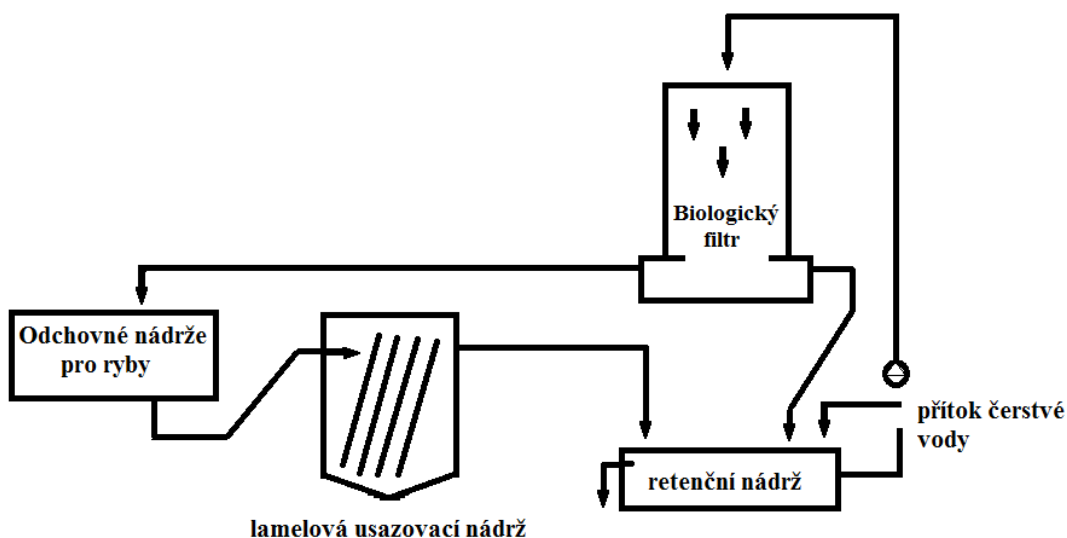 Biologický
filtr
Odchovné nádrže
pro ryby
přítok čerstvé
vody
retenční nádrž
lamelová usazovací nádrž